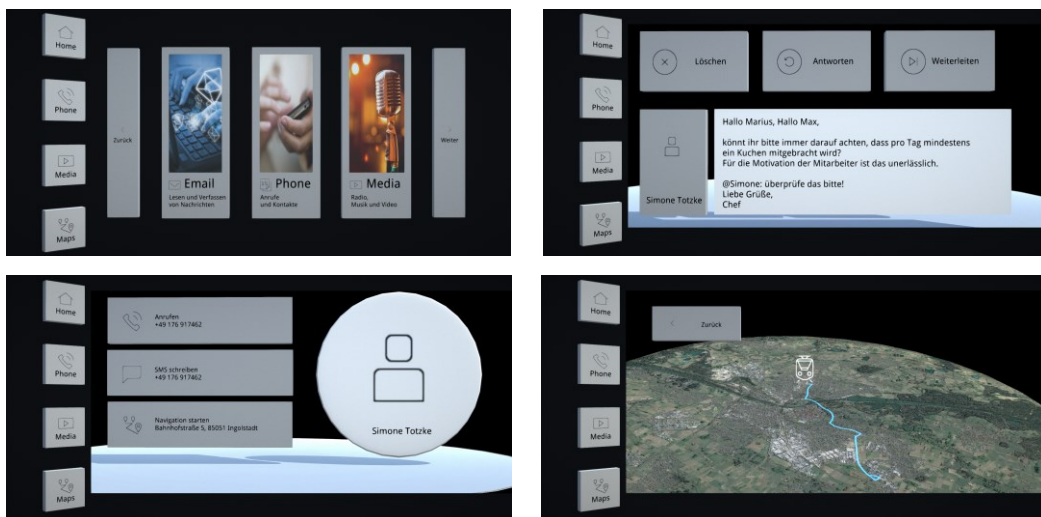 Home
Phone
Media
Maps
Zurück
Email
Lesen und Verfassen
von Nachrichten
Phone
Anrufe
und Kontakte
Media
Radio,
Musik und Video
Weiter
Home
Phone
Media
Maps
Löschen
Antworten
Weiterleiten
Simone Totzke
Hallo Marius, Hallo Max,
könnt ihr bitte immer darauf achten, dass pro Tag mindestens
ein Kuchen mitgebracht wird?
Für die Motivation der Mitarbeiter ist das unerlässlich.
@Simone: überprüfe das bitte!
Liebe Grüße,
Chef
Home
Phone
Media
Maps
Anrufen
+49 176 917462
SMS schreiben
+49 176 917462
Navigation starten
Bahnhofstraße 5, 85051 Ingolstadt
Simone Totzke
Home
Phone
Media
Maps
Zurück